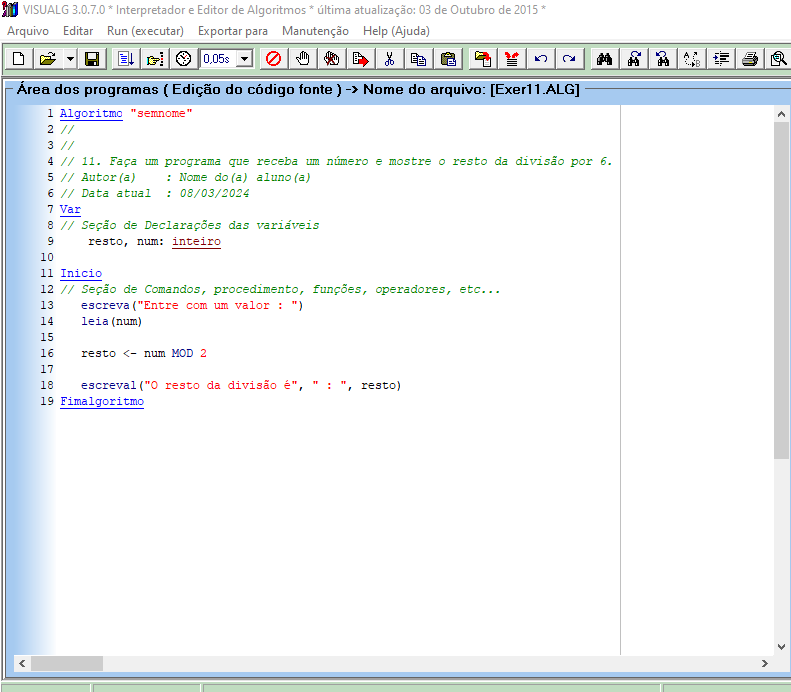 VISUALG 3.0.7.0 * Interpretador e Editor de Algoritmos * última atualização: 03 de Outubro de 2015 *
Arquivo Editar Run (executar) Exportar para Manutenção Help (Ajuda)
0,05s
Área dos programas ( Edição do código fonte ) -> Nome do arquivo: [Exer11.ALG]
1 Algoritmo "semnome"
2 //
3 //
4 // 11. Faça um programa que receba um número e mostre o resto da divisão por 6.
5 // Autor(a)    : Nome do(a) aluno(a)
6 // Data atual  : 08/03/2024
7 Var
8 // Seção de Declarações das variáveis
9     resto, num: inteiro
10
11 Inicio
12 // Seção de Comandos, procedimento, funções, operadores, etc...
13    escreva("Entre com um valor : ")
14    leia(num)
15
16    resto <- num MOD 2
17
18    escreval("O resto da divisão é", " : ", resto)
19 Fimalgoritmo